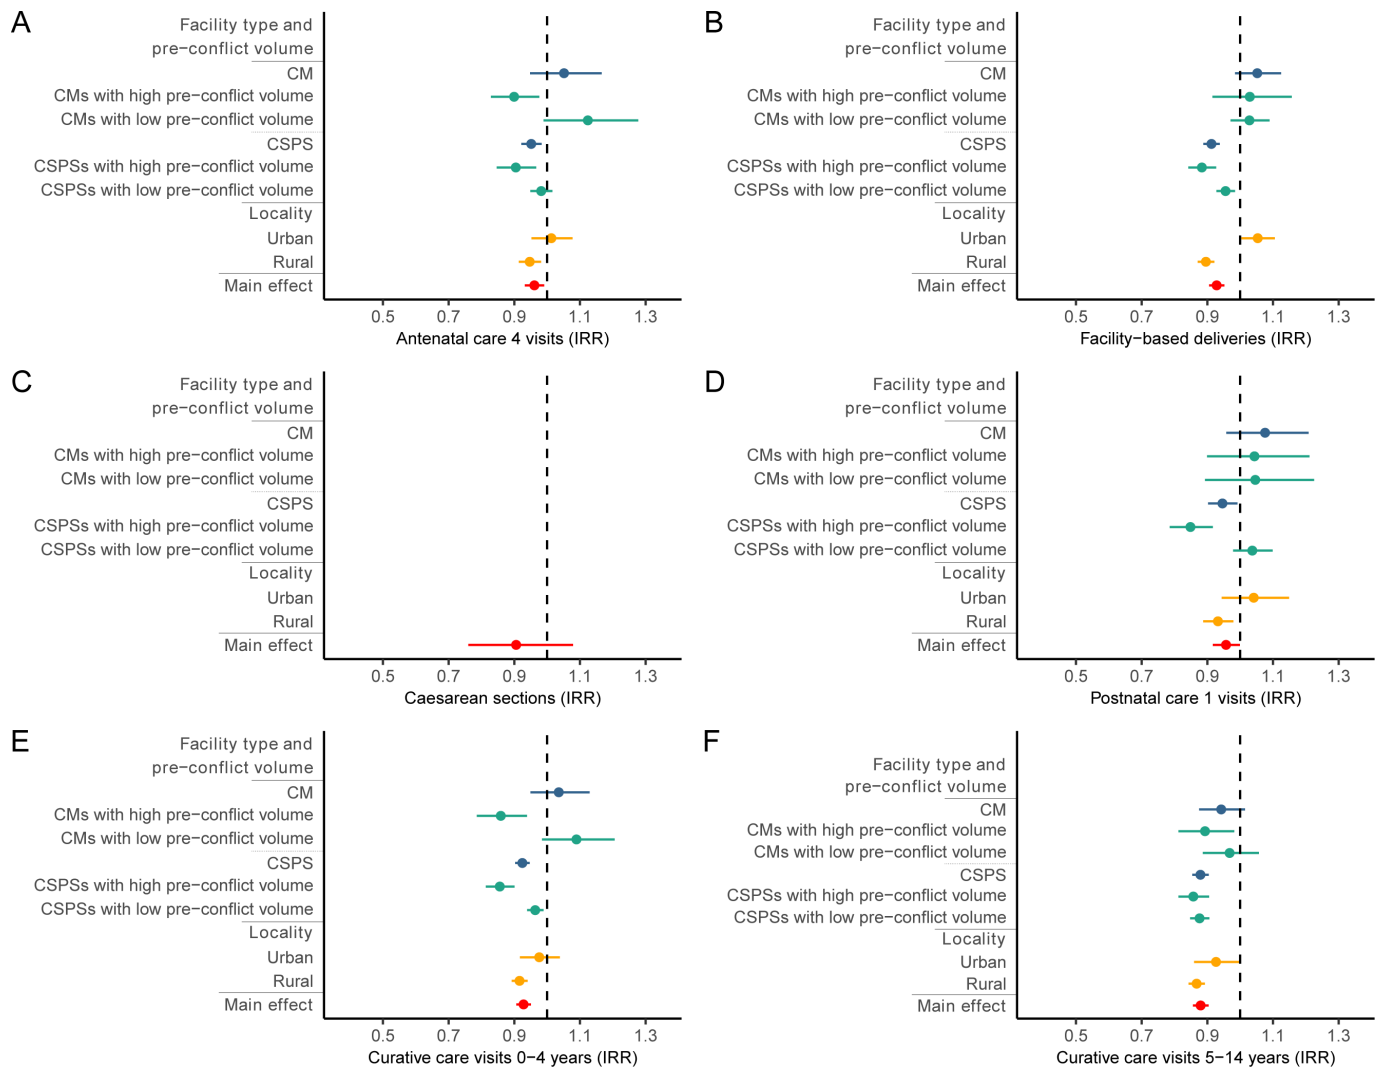 A
Facility type and
pre−conflict volume
CM
CMs with high pre−conflict volume
CMs with low pre−conflict volume
CSPS
CSPSs with high pre−conflict volume
CSPSs with low pre−conflict volume
Locality
Urban
Rural
Main effect
0.5 0.7 0.9 1.1 1.3
Antenatal care 4 visits (IRR)
B
Facility type and
pre−conflict volume
CM
CMs with high pre−conflict volume
CMs with low pre−conflict volume
CSPS
CSPSs with high pre−conflict volume
CSPSs with low pre−conflict volume
Locality
Urban
Rural
Main effect
0.5 0.7 0.9 1.1 1.3
Facility−based deliveries (IRR)
C
Facility type and
pre−conflict volume
CM
CMs with high pre−conflict volume
CMs with low pre−conflict volume
CSPS
CSPSs with high pre−conflict volume
CSPSs with low pre−conflict volume
Locality
Urban
Rural
Main effect
0.5 0.7 0.9 1.1 1.3
Caesarean sections (IRR)
D
Facility type and
pre−conflict volume
CM
CMs with high pre−conflict volume
CMs with low pre−conflict volume
CSPS
CSPSs with high pre−conflict volume
CSPSs with low pre−conflict volume
Locality
Urban
Rural
Main effect
0.5 0.7 0.9 1.1 1.3
Postnatal care 1 visits (IRR)
E
Facility type and
pre−conflict volume
CM
CMs with high pre−conflict volume
CMs with low pre−conflict volume
CSPS
CSPSs with high pre−conflict volume
CSPSs with low pre−conflict volume
Locality
Urban
Rural
Main effect
0.5 0.7 0.9 1.1 1.3
Curative care visits 0−4 years (IRR)
F
Facility type and
pre−conflict volume
CM
CMs with high pre−conflict volume
CMs with low pre−conflict volume
CSPS
CSPSs with high pre−conflict volume
CSPSs with low pre−conflict volume
Locality
Urban
Rural
Main effect
0.5 0.7 0.9 1.1 1.3
Curative care visits 5−14 years (IRR)